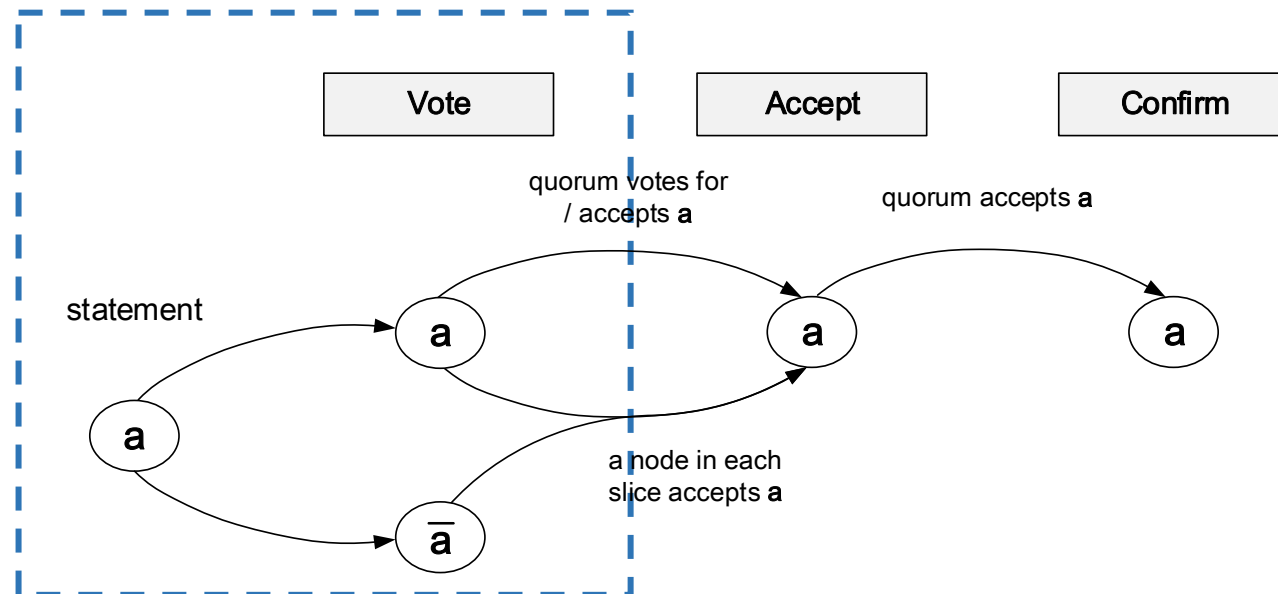 Vote
Accept
Confirm
quorum votes for
/ accepts a
quorum accepts a
statement
a
a
a
a
a̅
a node in each
slice accepts a